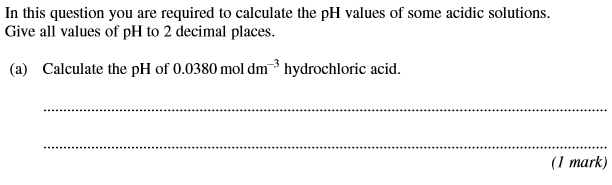 In this question you are required to calculate the pH values of some acidic solutions.
Give all values of pH to 2 decimal places.
(a) Calculate the pH of 0.0380 mol dm⁻³ hydrochloric acid.
(1 mark)